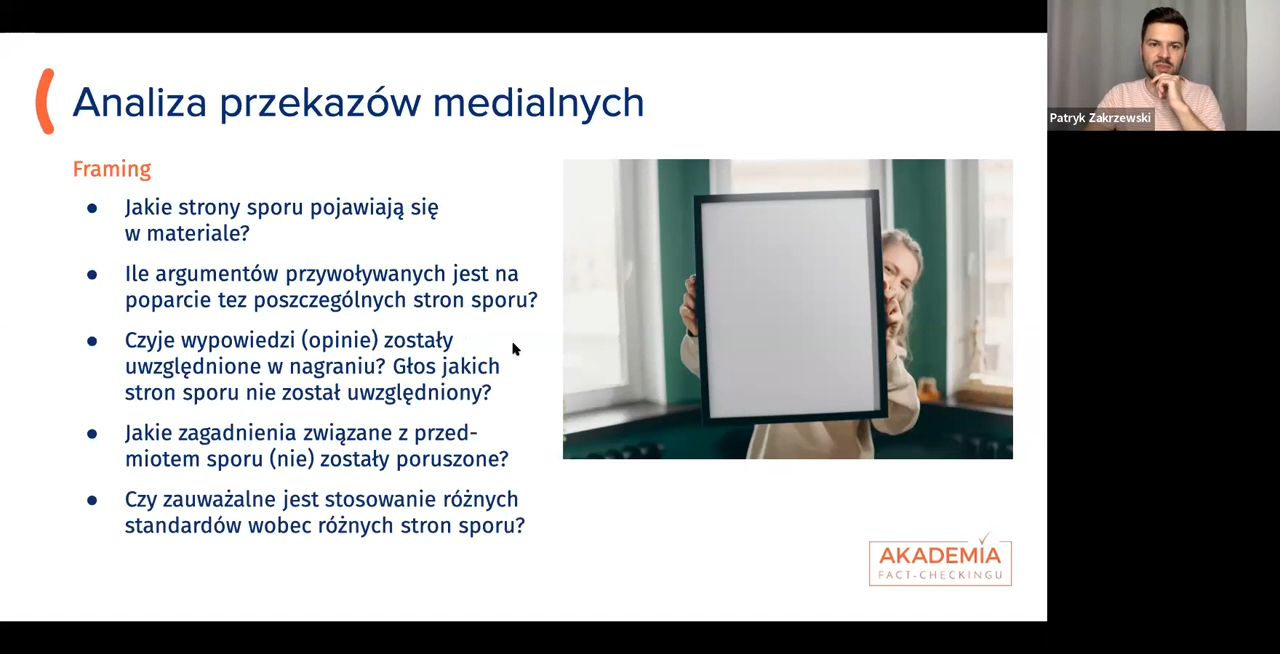 Analiza przekazów medialnych
Framing
● Jakie strony sporu pojawiają się
w materiale?
● Ile argumentów przywoływanych jest na
poparcie tez poszczególnych stron sporu?
● Czyje wypowiedzi (opinie) zostały
uwzględnione w nagraniu? Głos jakich
stron sporu nie został uwzględniony?
● Jakie zagadnienia związane z przed-
miotem sporu (nie) zostały poruszone?
● Czy zauważalne jest stosowanie różnych
standardów wobec różnych stron sporu?
AKADEMIA
FACT-CHECKINGU
Patryk Zakrzewski